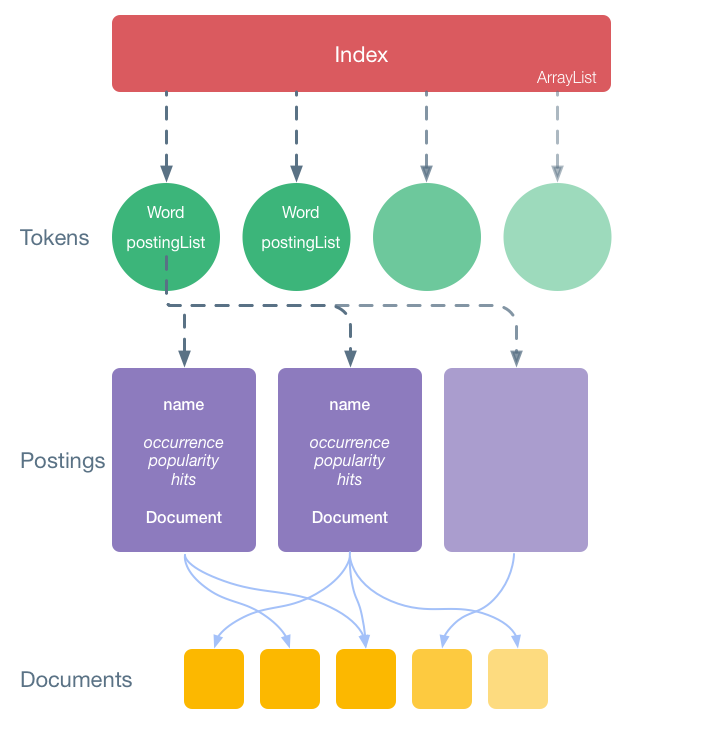 Index
ArrayList
Tokens
Word
postingList
Word
postingList
Postings
name
occurrence
popularity
hits
Document
name
occurrence
popularity
hits
Document
Documents